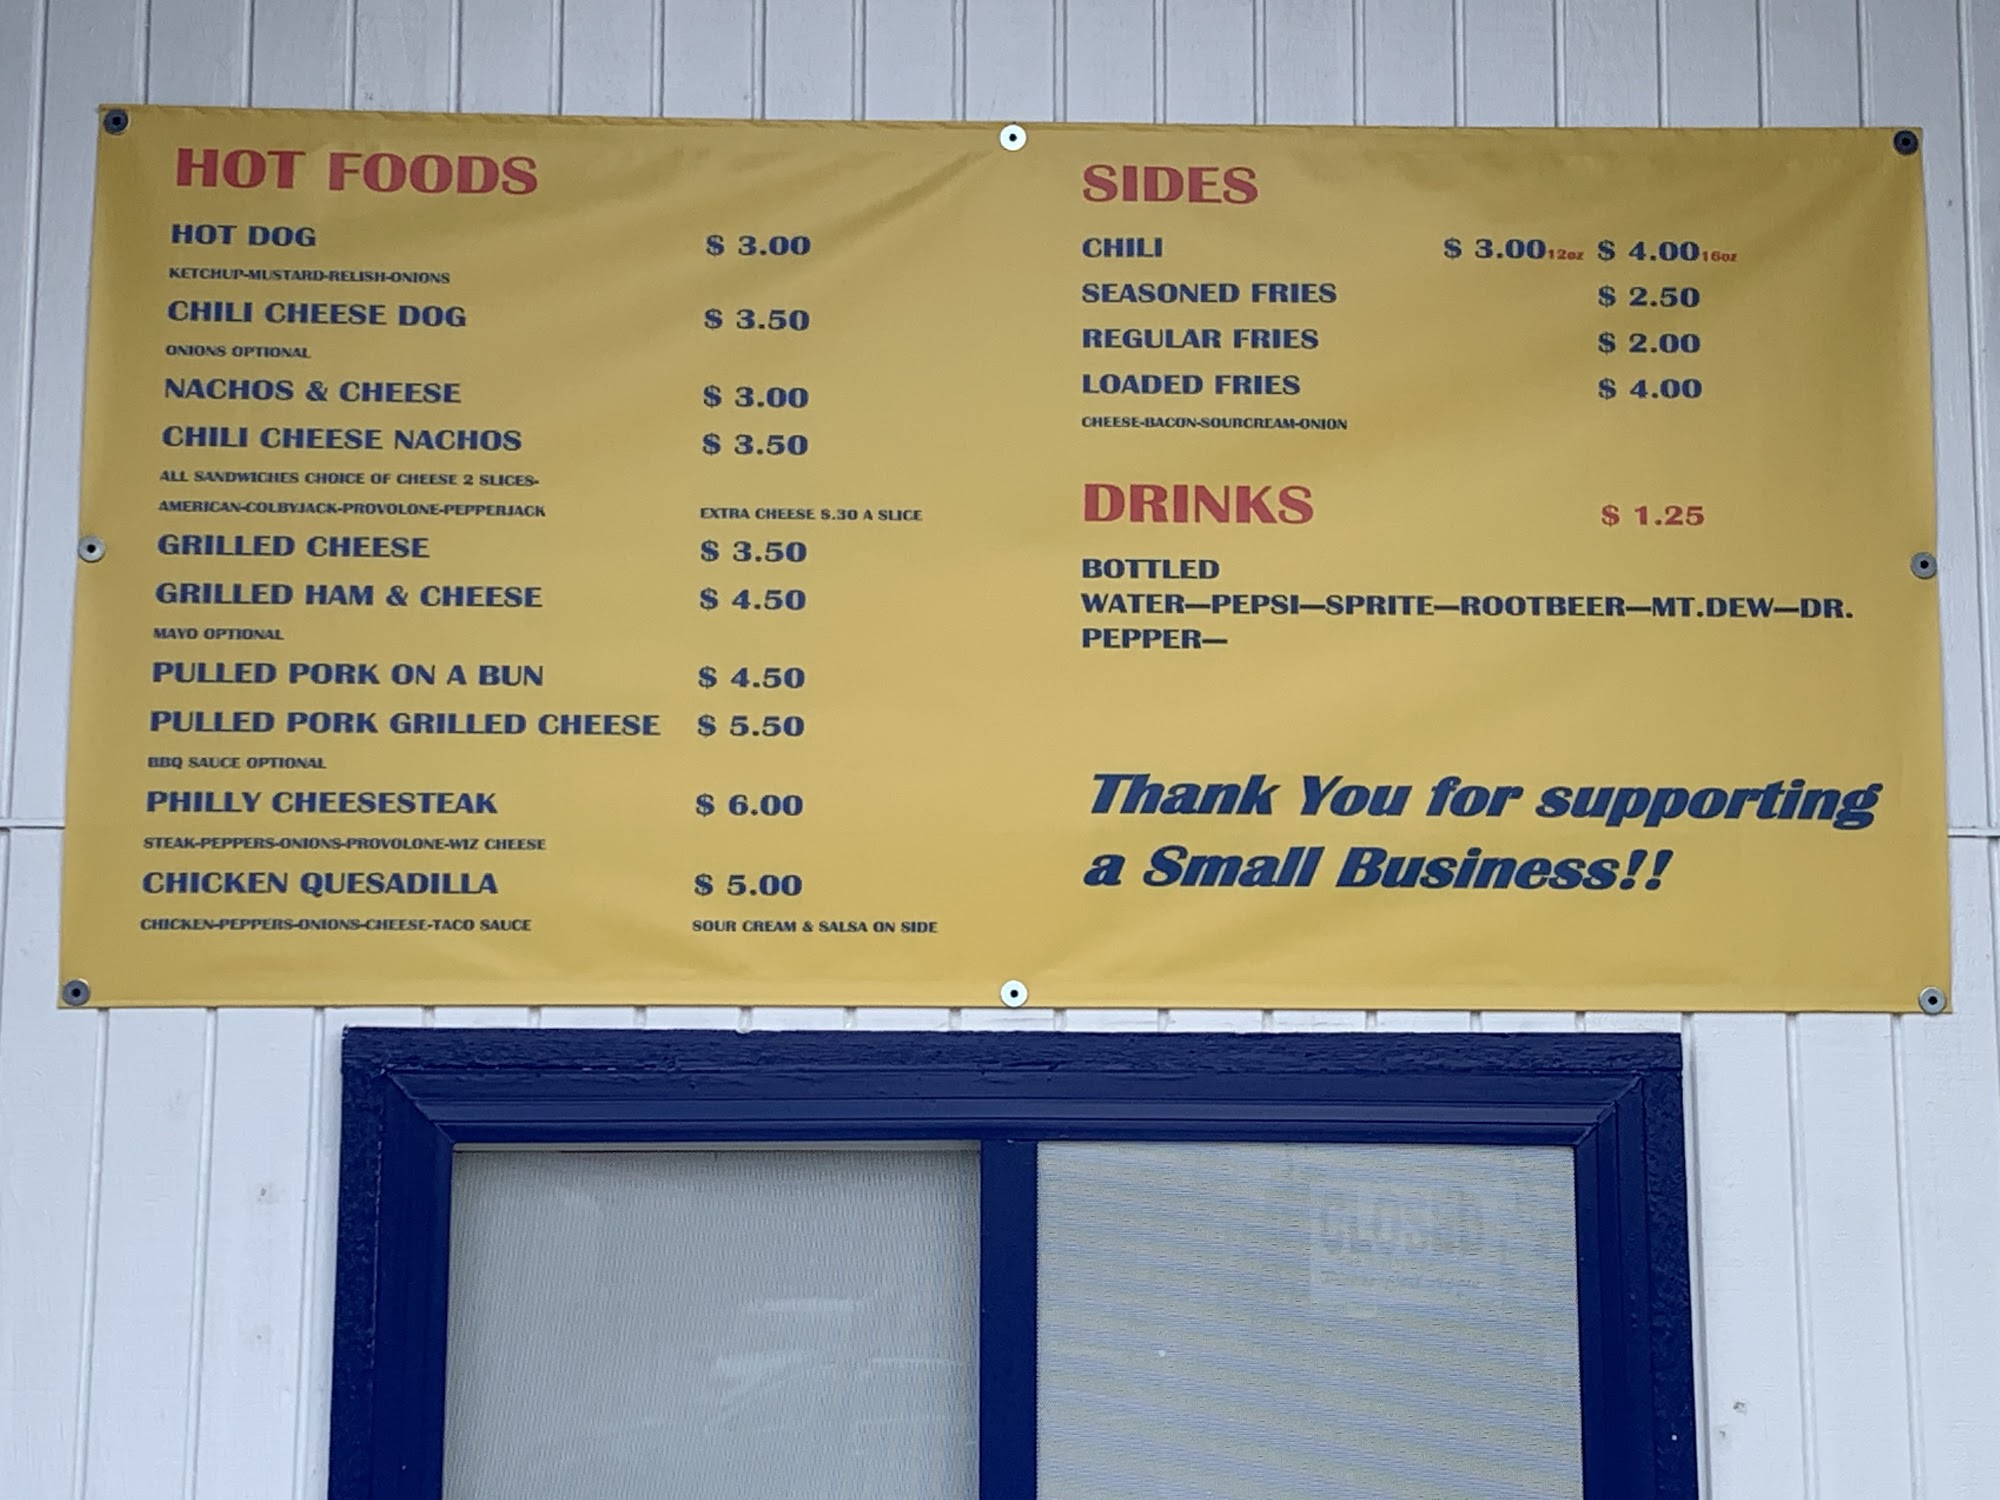 HOT FOODS
HOT DOG $ 3.00
KETCHUP-MUSTARD-RELISH-ONIONS
CHILI CHEESE DOG $ 3.50
ONIONS OPTIONAL
NACHOS & CHEESE $ 3.00
CHILI CHEESE NACHOS $ 3.50
ALL SANDWICHES CHOICE OF CHEESE 2 SLICES-
AMERICAN-COLBYJACK-PROVOLONE-PEPPERJACK EXTRA CHEESE $.30 A SLICE
GRILLED CHEESE $ 3.50
GRILLED HAM & CHEESE $ 4.50
MAYO OPTIONAL
PULLED PORK ON A BUN $ 4.50
PULLED PORK GRILLED CHEESE $ 5.50
BBQ SAUCE OPTIONAL
PHILLY CHEESESTEAK $ 6.00
STEAK-PEPPERS-ONIONS-PROVOLONE-WIZ CHEESE
CHICKEN QUESADILLA $ 5.00
CHICKEN-PEPPERS-ONIONS-CHEESE-TACO SAUCE SOUR CREAM & SALSA ON SIDE
SIDES
CHILI $ 3.00 12oz $ 4.00 16oz
SEASONED FRIES $ 2.50
REGULAR FRIES $ 2.00
LOADED FRIES $ 4.00
CHEESE-BACON-SOURCREAM-ONION
DRINKS $ 1.25
BOTTLED
WATER—PEPSI—SPRITE—ROOTBEER—MT.DEW—DR.
PEPPER—
Thank You for supporting
a Small Business!!
CLOSED